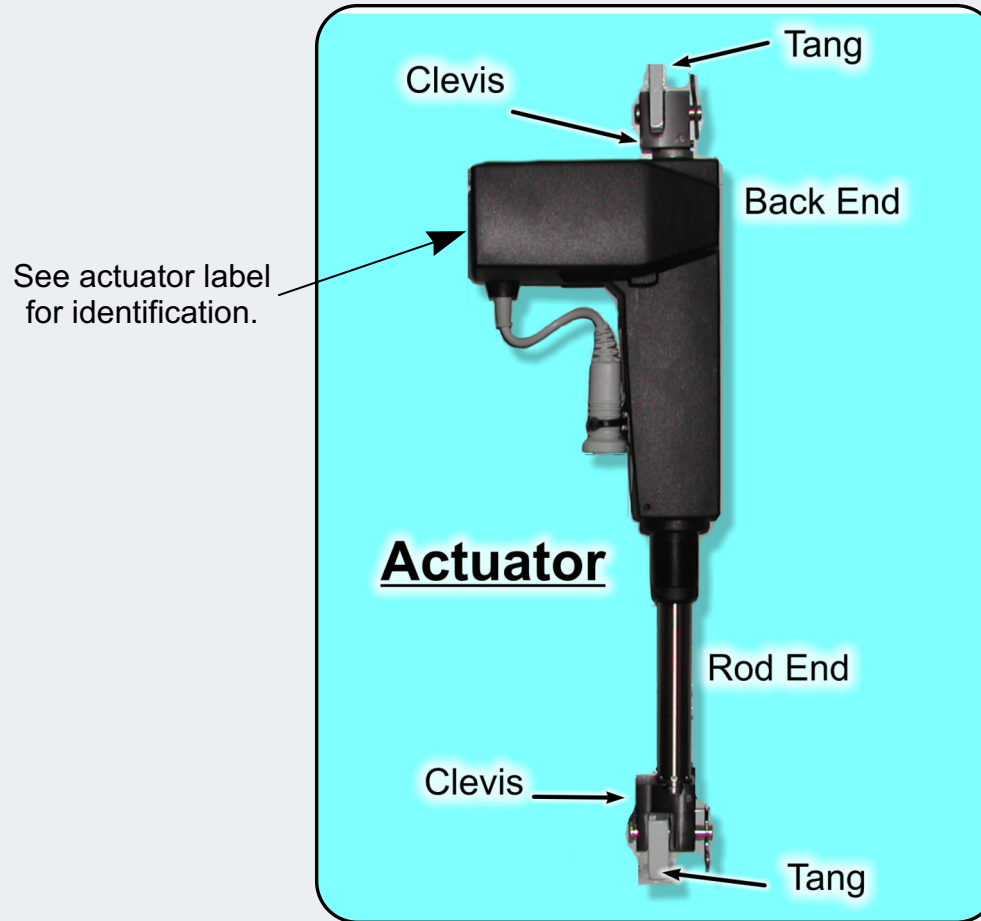 Tang
Clevis
Back End
See actuator label
for identification.
Actuator
Rod End
Clevis
Tang